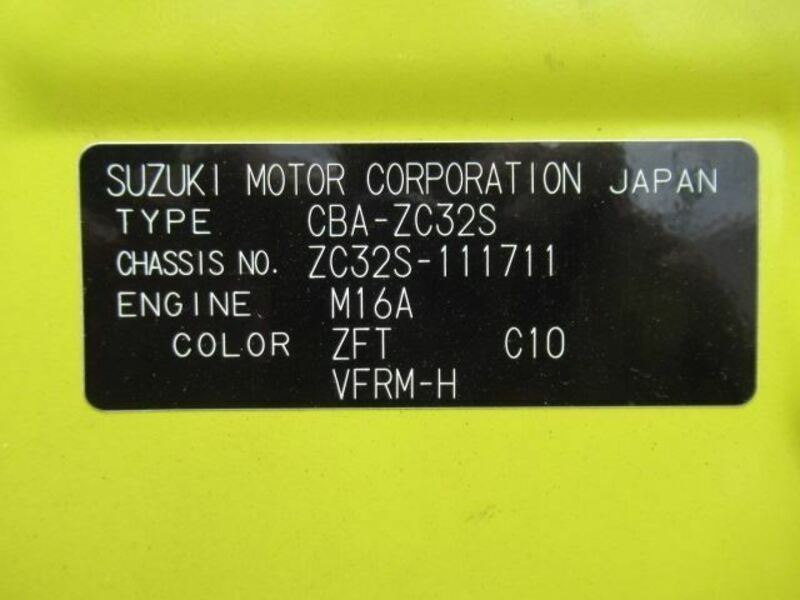 SUZUKI MOTOR CORPORATION JAPAN
TYPE CBA-ZC32S
CHASSIS NO. ZC32S-111711
ENGINE M16A
COLOR ZFT C10
VFRM-H